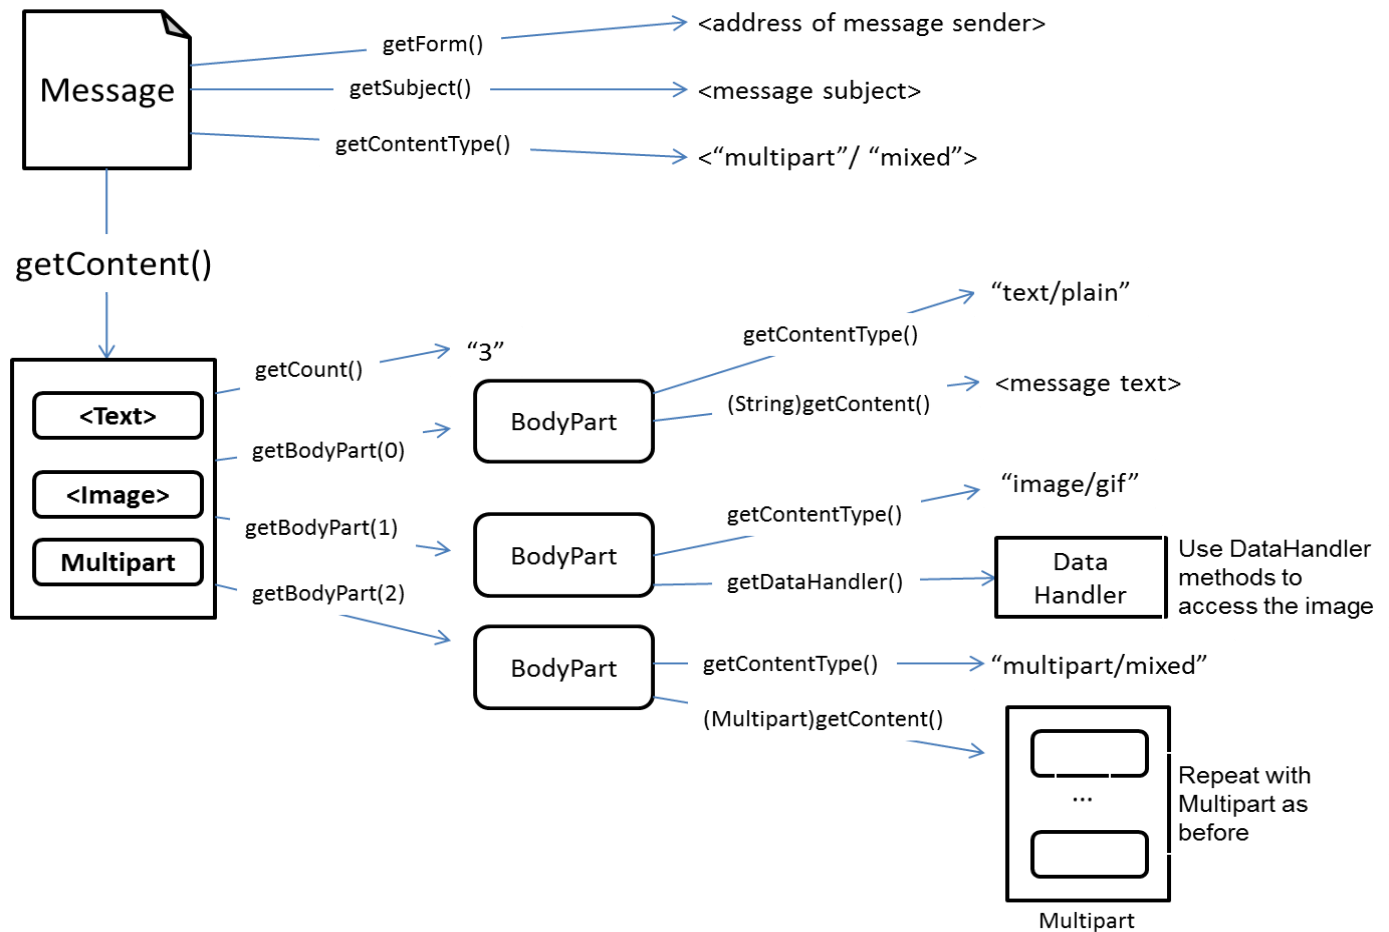 Message
getForm()
<address of message sender>
getSubject()
<message subject>
getContentType()
<“multipart”/ “mixed”>
getContent()
“text/plain”
getContentType()
getCount()
“3”
<Text>
BodyPart
(String)getContent()
<message text>
getBodyPart(0)
<Image>
“image/gif”
getContentType()
getBodyPart(1)
BodyPart
Multipart
getDataHandler()
Data
Handler
Use DataHandler
methods to
access the image
getBodyPart(2)
BodyPart
getContentType()
“multipart/mixed”
(Multipart)getContent()
...
Repeat with
Multipart as
before
Multipart